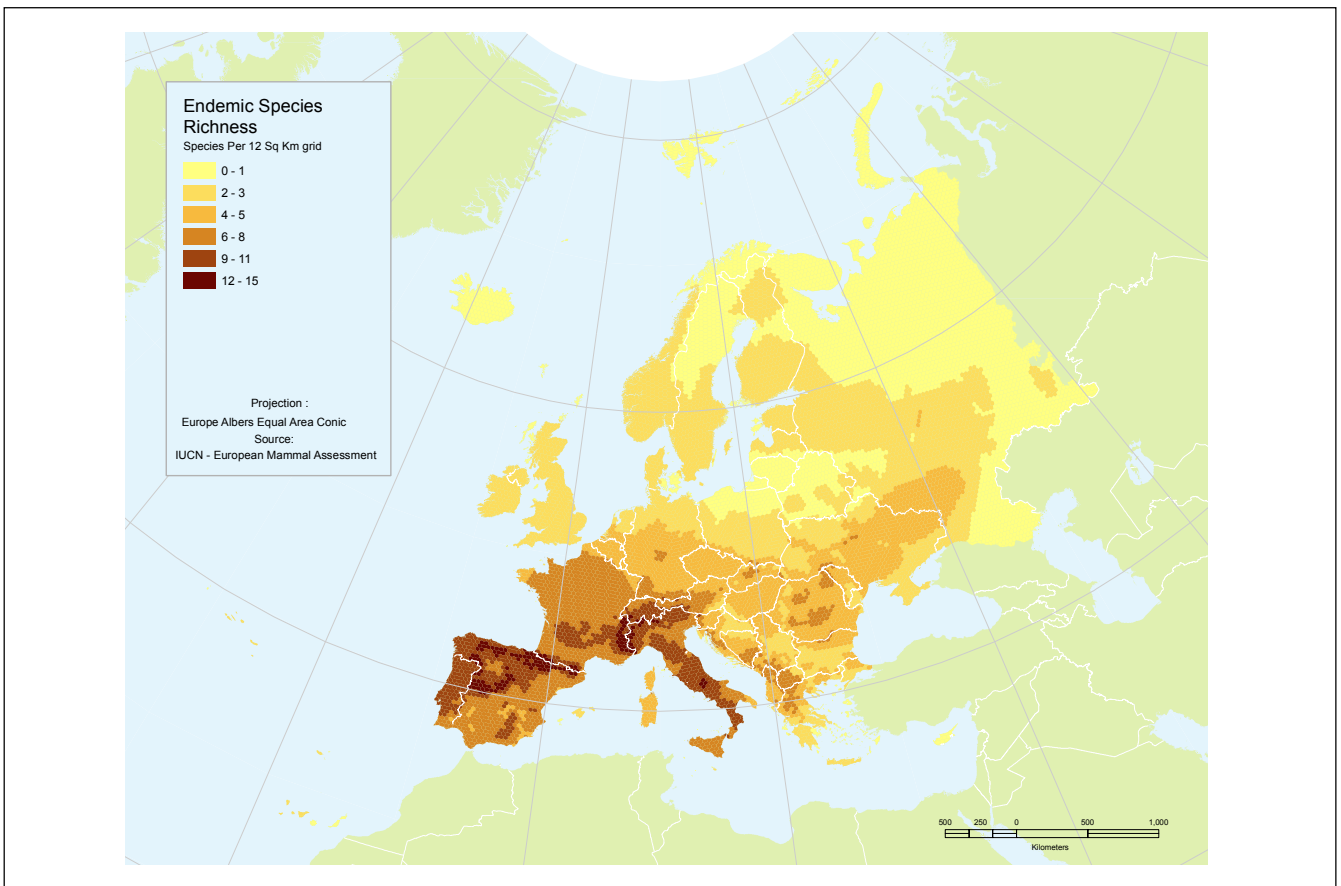 Endemic Species
Richness
Species Per 12 Sq Km grid
0 - 1
2 - 3
4 - 5
6 - 8
9 - 11
12 - 15
Projection :
Europe Albers Equal Area Conic
Source:
IUCN - European Mammal Assessment
500 250 0 500 1,000
Kilometers